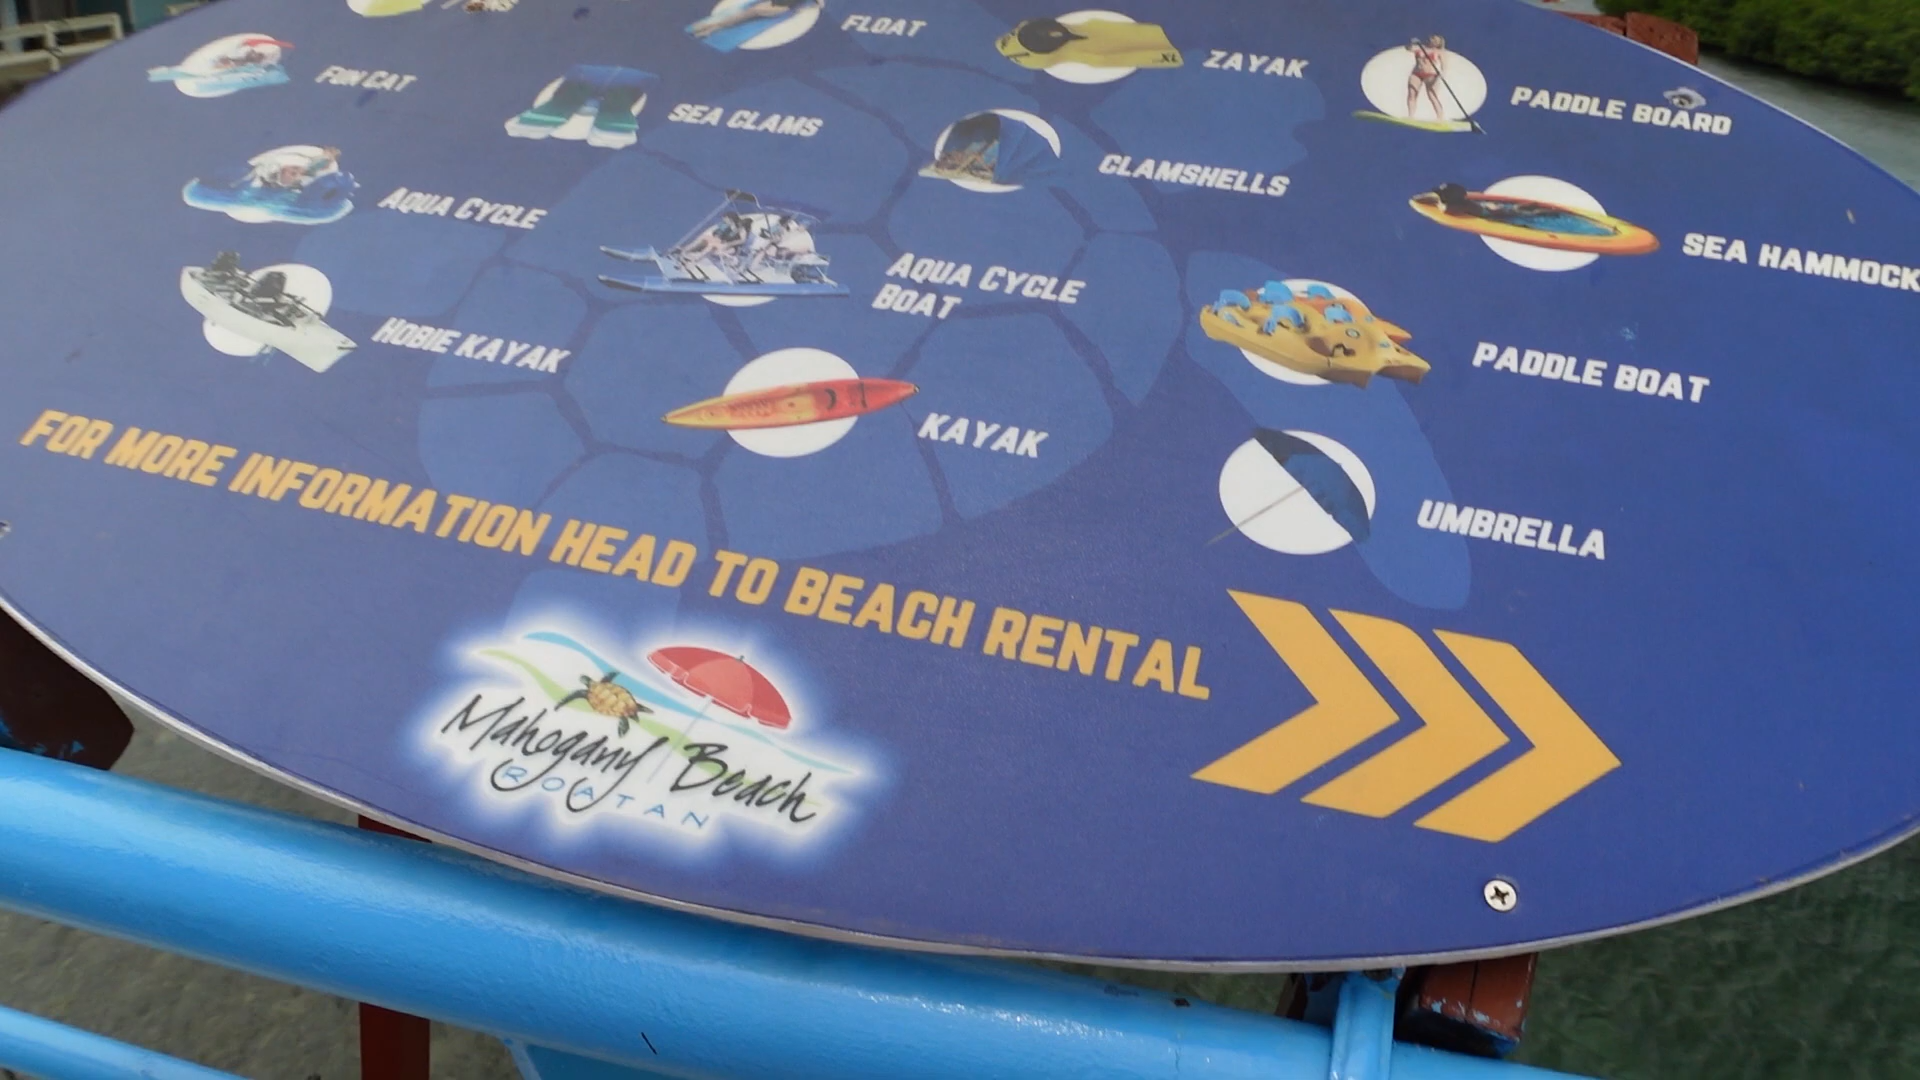 FLOAT
FUN CAT
ZAYAK
XL
PADDLE BOARD
SEA CLAMS
CLAMSHELLS
AQUA CYCLE
SEA HAMMOCK
AQUA CYCLE
BOAT
HOBIE KAYAK
PADDLE BOAT
KAYAK
UMBRELLA
FOR MORE INFORMATION HEAD TO BEACH RENTAL
Mahogany Beach
ROATAN